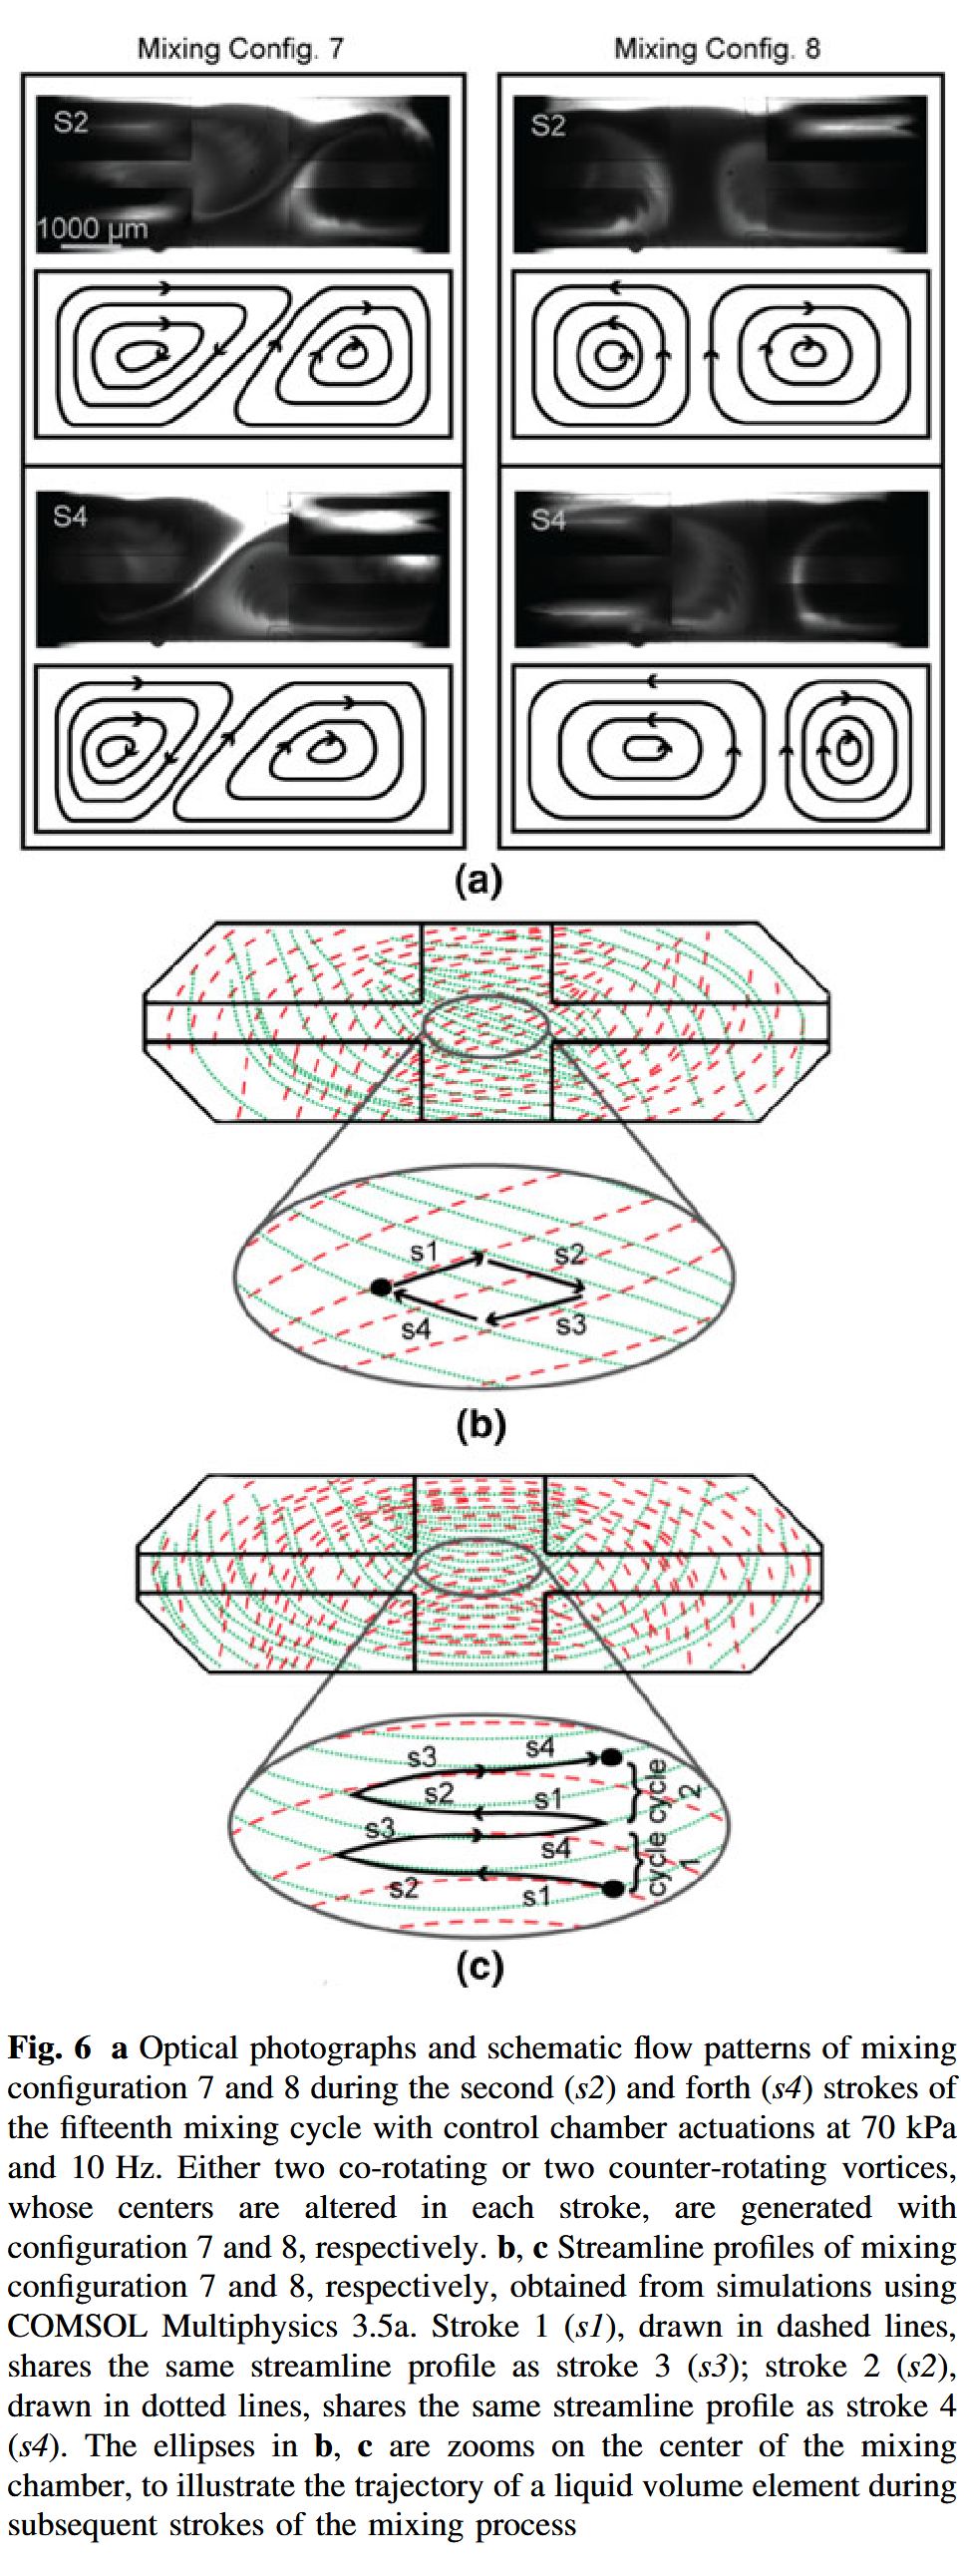 Mixing Config. 7
Mixing Config. 8
S2
1000 µm
S2
S4
S4
(a)
s1
s2
s4
s3
(b)
s3
s4
s2
s1
s3
s4
s2
s1
cycle
2
cycle
1
(c)
Fig. 6 a Optical photographs and schematic flow patterns of mixing
configuration 7 and 8 during the second (s2) and forth (s4) strokes of
the fifteenth mixing cycle with control chamber actuations at 70 kPa
and 10 Hz. Either two co-rotating or two counter-rotating vortices,
whose centers are altered in each stroke, are generated with
configuration 7 and 8, respectively. b, c Streamline profiles of mixing
configuration 7 and 8, respectively, obtained from simulations using
COMSOL Multiphysics 3.5a. Stroke 1 (s1), drawn in dashed lines,
shares the same streamline profile as stroke 3 (s3); stroke 2 (s2),
drawn in dotted lines, shares the same streamline profile as stroke 4
(s4). The ellipses in b, c are zooms on the center of the mixing
chamber, to illustrate the trajectory of a liquid volume element during
subsequent strokes of the mixing process